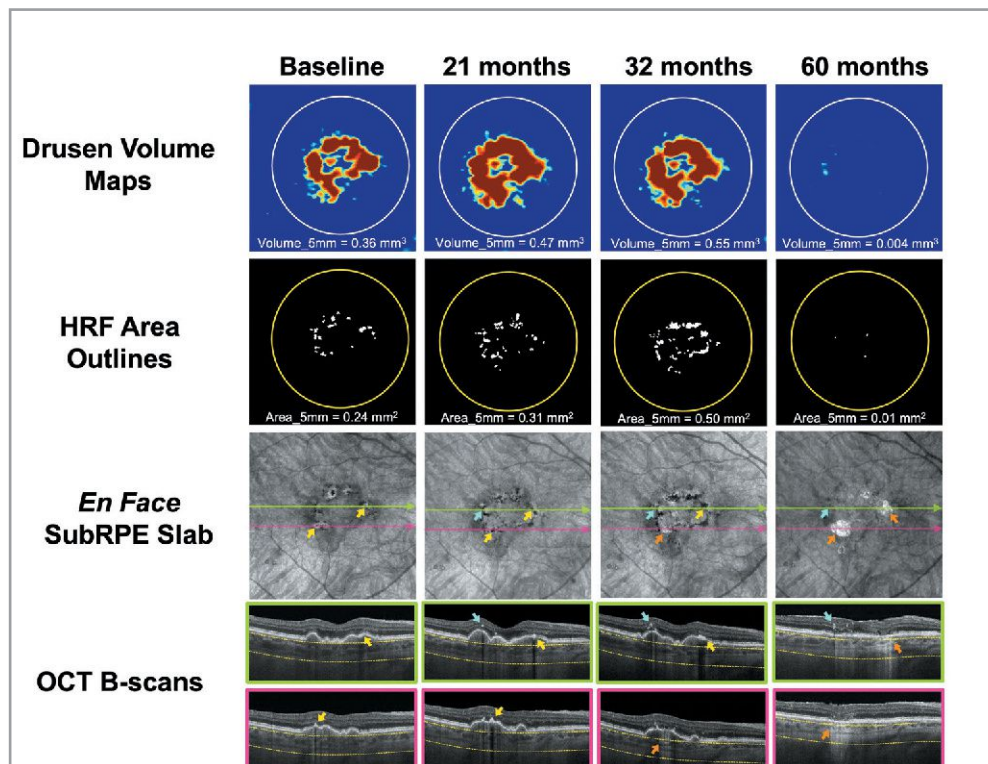 Baseline
21 months
32 months
60 months
Drusen Volume
Maps
Volume_5mm = 0.36 mm³
Volume_5mm = 0.47 mm³
Volume_5mm = 0.55 mm³
Volume_5mm = 0.004 mm³
HRF Area
Outlines
Area_5mm = 0.24 mm²
Area_5mm = 0.31 mm²
Area_5mm = 0.50 mm²
Area_5mm = 0.01 mm²
En Face
SubRPE Slab
OCT B-scans